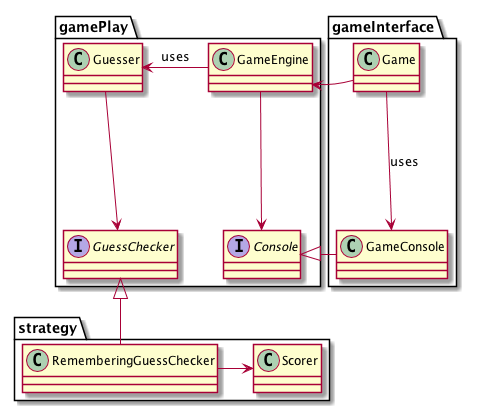 gamePlay
gameInterface
C Guesser
uses
C GameEngine
C Game
uses
I GuessChecker
I Console
C GameConsole
strategy
C RememberingGuessChecker
C Scorer